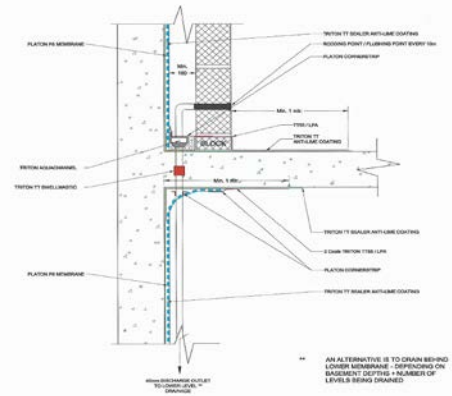 TRITON TT SEALER ANTI-LIME COATING
PLATON P8 MEMBRANE
RODDING POINT / FLUSHING POINT EVERY 10m
PLATON CORNERSTRIP
Min.
Min. 1 mtr.
TT55 / LPA
TRITON TT
ANTI-LIME COATING
BLOCK
TRITON AQUACHANNEL
TRITON TT SWELLMASTIC
Min. 1 Mtr.
TRITON TT SEALER ANTI-LIME COATING
2 Coats TRITON TT55 / LPA
PLATON CORNERSTRIP
PLATON P8 MEMBRANE
TRITON TT SEALER ANTI-LIME COATING
DISCHARGE OUTLET
TO LOWER LEVEL **
DRAINAGE
** AN ALTERNATIVE IS TO DRAIN BEHIND
LOWER MEMBRANE - DEPENDING ON
BASEMENT DEPTHS + NUMBER OF
LEVELS BEING DRAINED